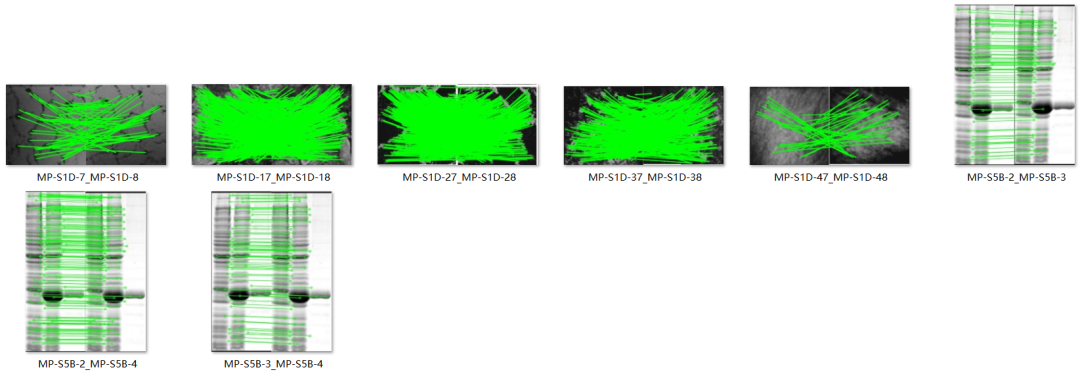 MP-S1D-7_MP-S1D-8
MP-S1D-17_MP-S1D-18
MP-S1D-27_MP-S1D-28
MP-S1D-37_MP-S1D-38
MP-S1D-47_MP-S1D-48
MP-S5B-2_MP-S5B-3
MP-S5B-2_MP-S5B-4
MP-S5B-3_MP-S5B-4